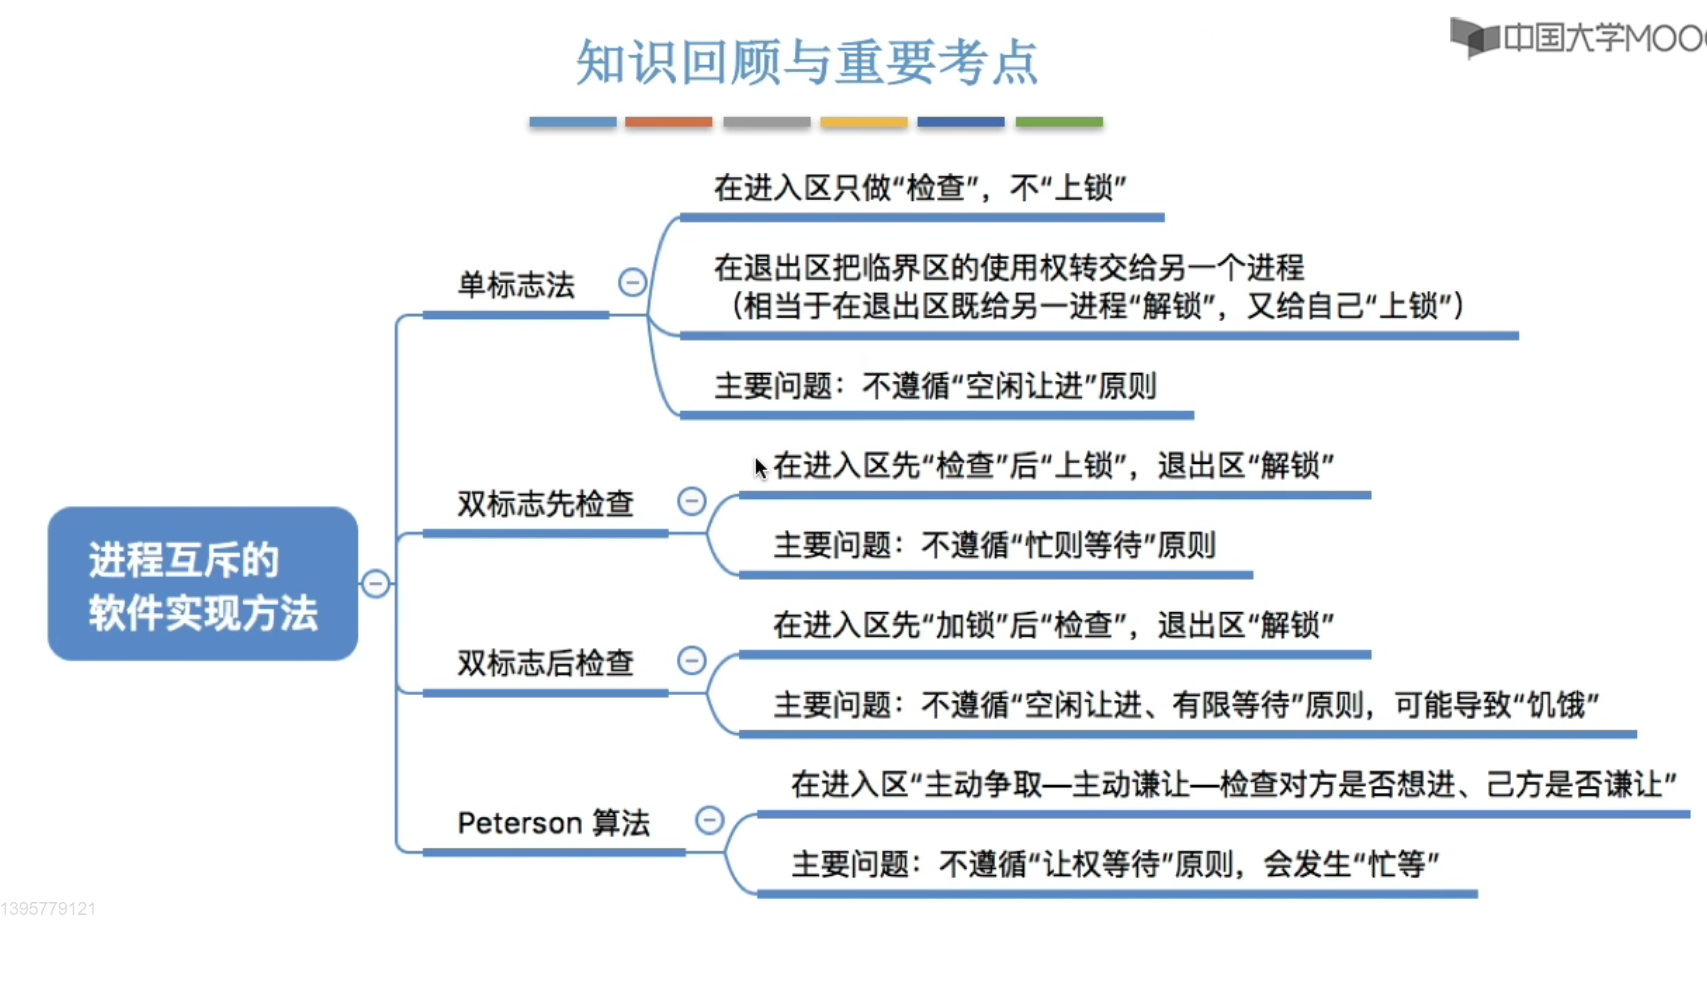 知识回顾与重要考点
中国大学MOO
在进入区只做“检查”，不“上锁”
单标志法
在退出区把临界区的使用权转交给另一个进程
（相当于在退出区既给另一进程“解锁”，又给自己“上锁”）
主要问题：不遵循“空闲让进”原则
双标志先检查
在进入区先“检查”后“上锁”，退出区“解锁”
主要问题：不遵循“忙则等待”原则
进程互斥的
软件实现方法
双标志后检查
在进入区先“加锁”后“检查”，退出区“解锁”
主要问题：不遵循“空闲让进、有限等待”原则，可能导致“饥饿”
Peterson 算法
在进入区“主动争取—主动谦让—检查对方是否想进、己方是否谦让”
主要问题：不遵循“让权等待”原则，会发生“忙等”
1395779121